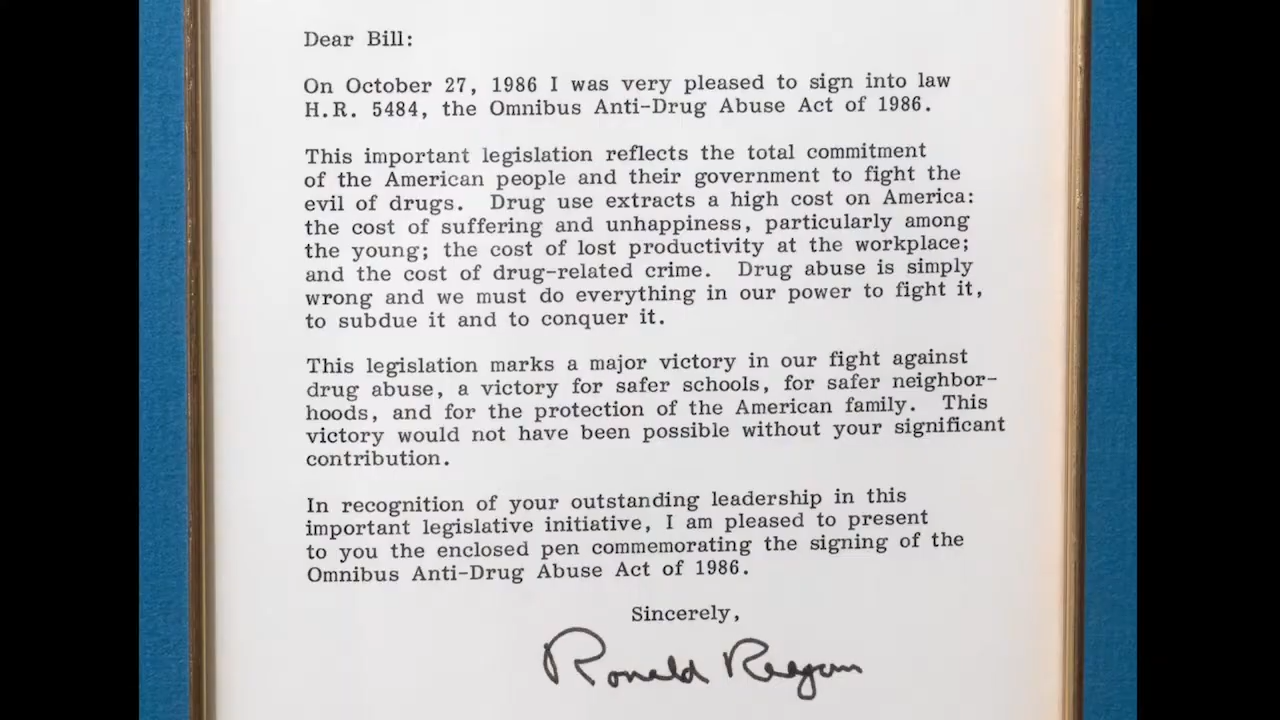 Dear Bill:
On October 27, 1986 I was very pleased to sign into law
H.R. 5484, the Omnibus Anti-Drug Abuse Act of 1986.
This important legislation reflects the total commitment
of the American people and their government to fight the
evil of drugs. Drug use extracts a high cost on America:
the cost of suffering and unhappiness, particularly among
the young; the cost of lost productivity at the workplace;
and the cost of drug-related crime. Drug abuse is simply
wrong and we must do everything in our power to fight it,
to subdue it and to conquer it.
This legislation marks a major victory in our fight against
drug abuse, a victory for safer schools, for safer neighbor-
hoods, and for the protection of the American family. This
victory would not have been possible without your significant
contribution.
In recognition of your outstanding leadership in this
important legislative initiative, I am pleased to present
to you the enclosed pen commemorating the signing of the
Omnibus Anti-Drug Abuse Act of 1986.
Sincerely,
Ronald Reagan